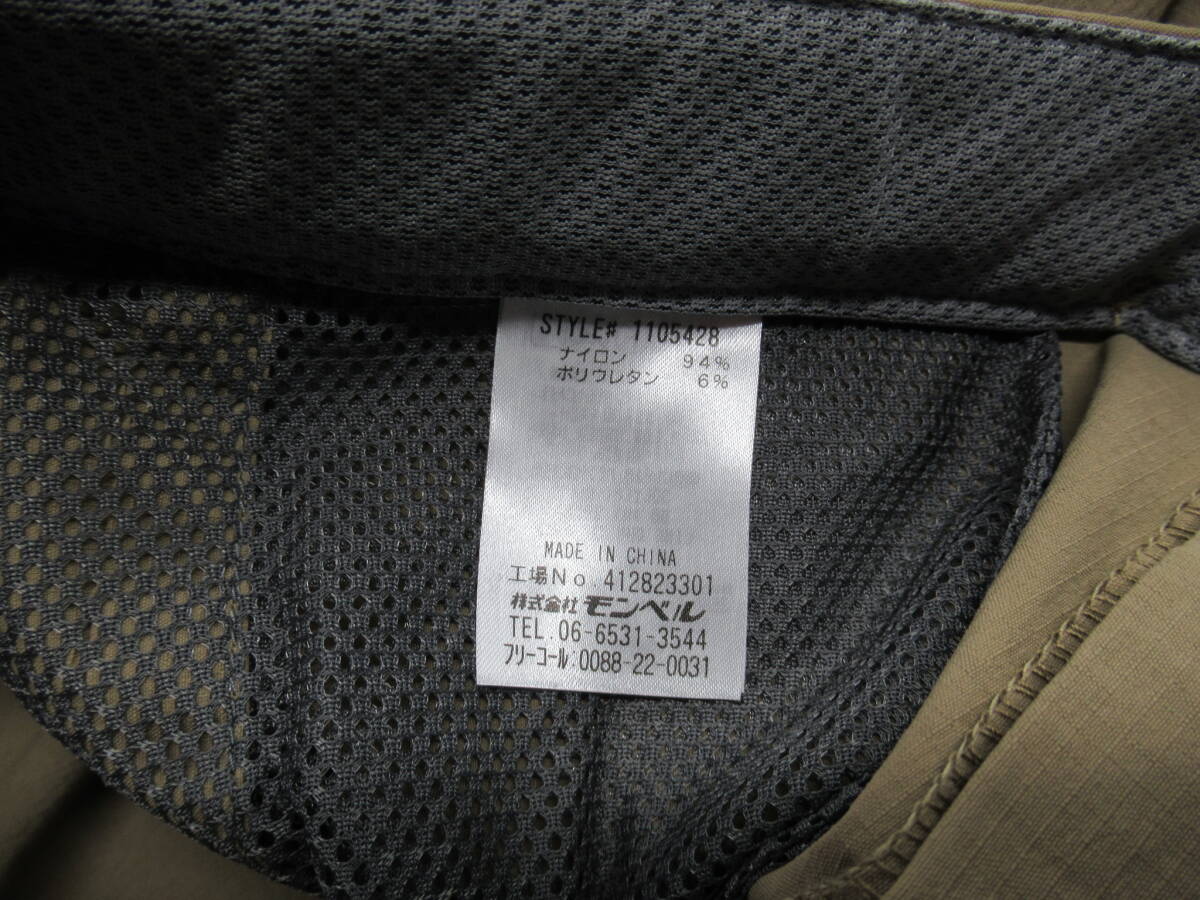 STYLE# 1105428
ナイロン 94%
ポリウレタン 6%
MADE IN CHINA
工場No.412823301
株式会社 モンベル
TEL.06-6531-3544
フリーコール:0088-22-0031